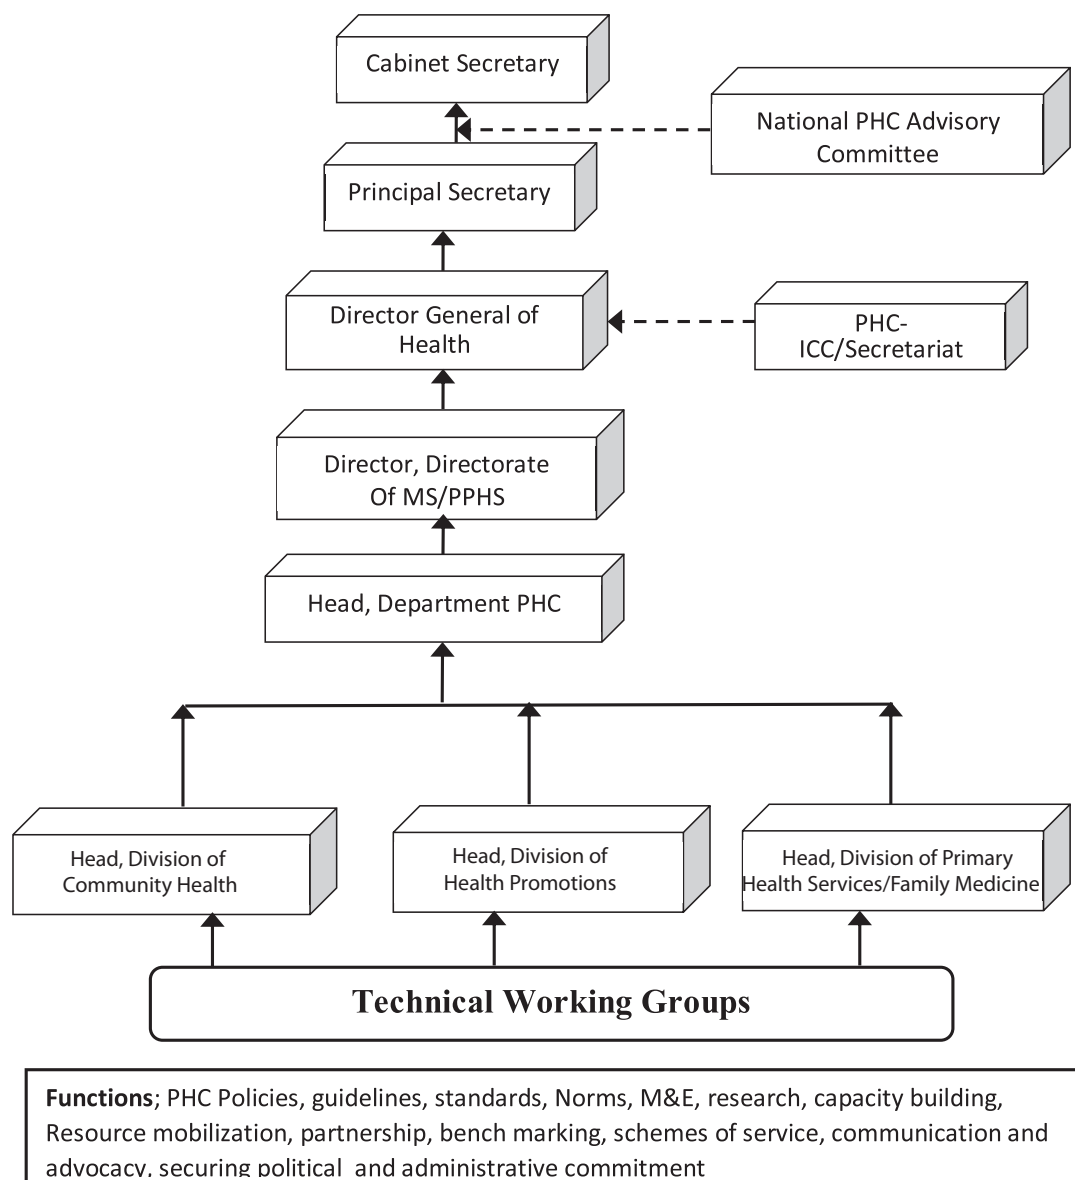 Cabinet Secretary
National PHC Advisory
Committee
Principal Secretary
Director General of
Health
PHC-
ICC/Secretariat
Director, Directorate
Of MS/PPHS
Head, Department PHC
Head, Division of
Community Health
Head, Division of
Health Promotions
Head, Division of Primary
Health Services/Family Medicine
Technical Working Groups
Functions; PHC Policies, guidelines, standards, Norms, M&E, research, capacity building,
Resource mobilization, partnership, bench marking, schemes of service, communication and
advocacy, securing political and administrative commitment